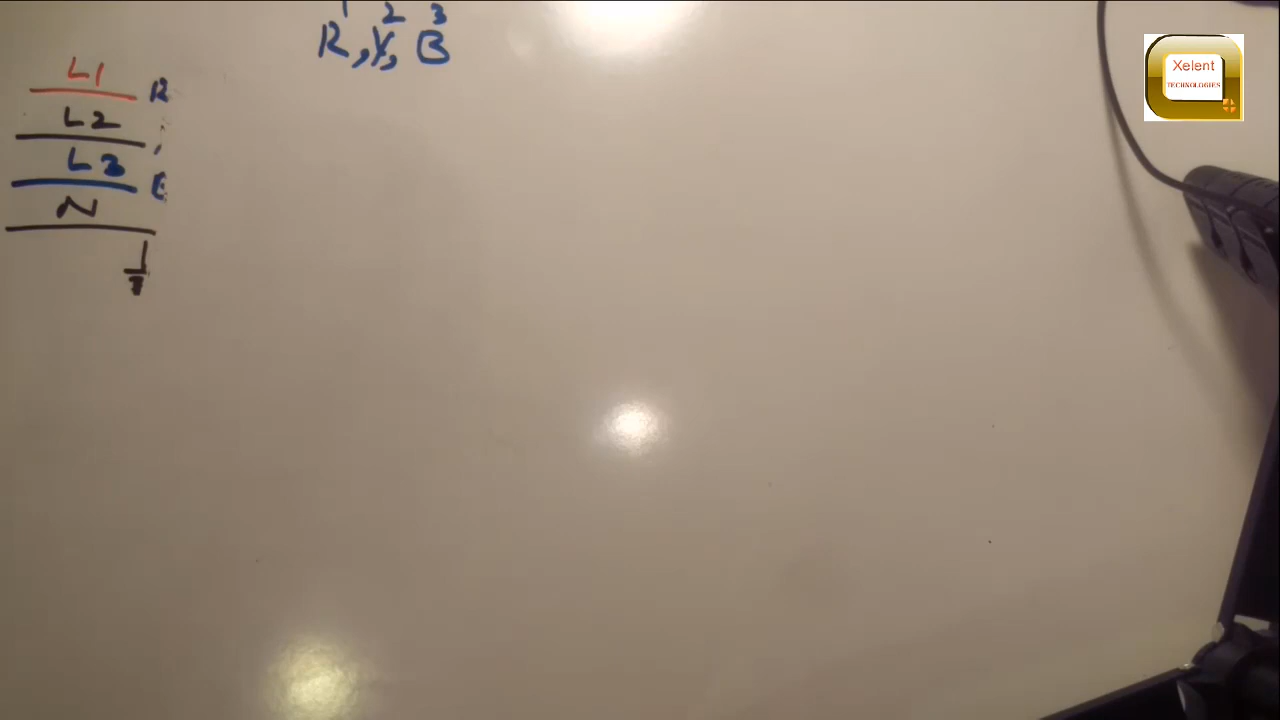 1 2 3
R, Y, B
L1 R
L2
L3
N
Xelent
TECHNOLOGIES